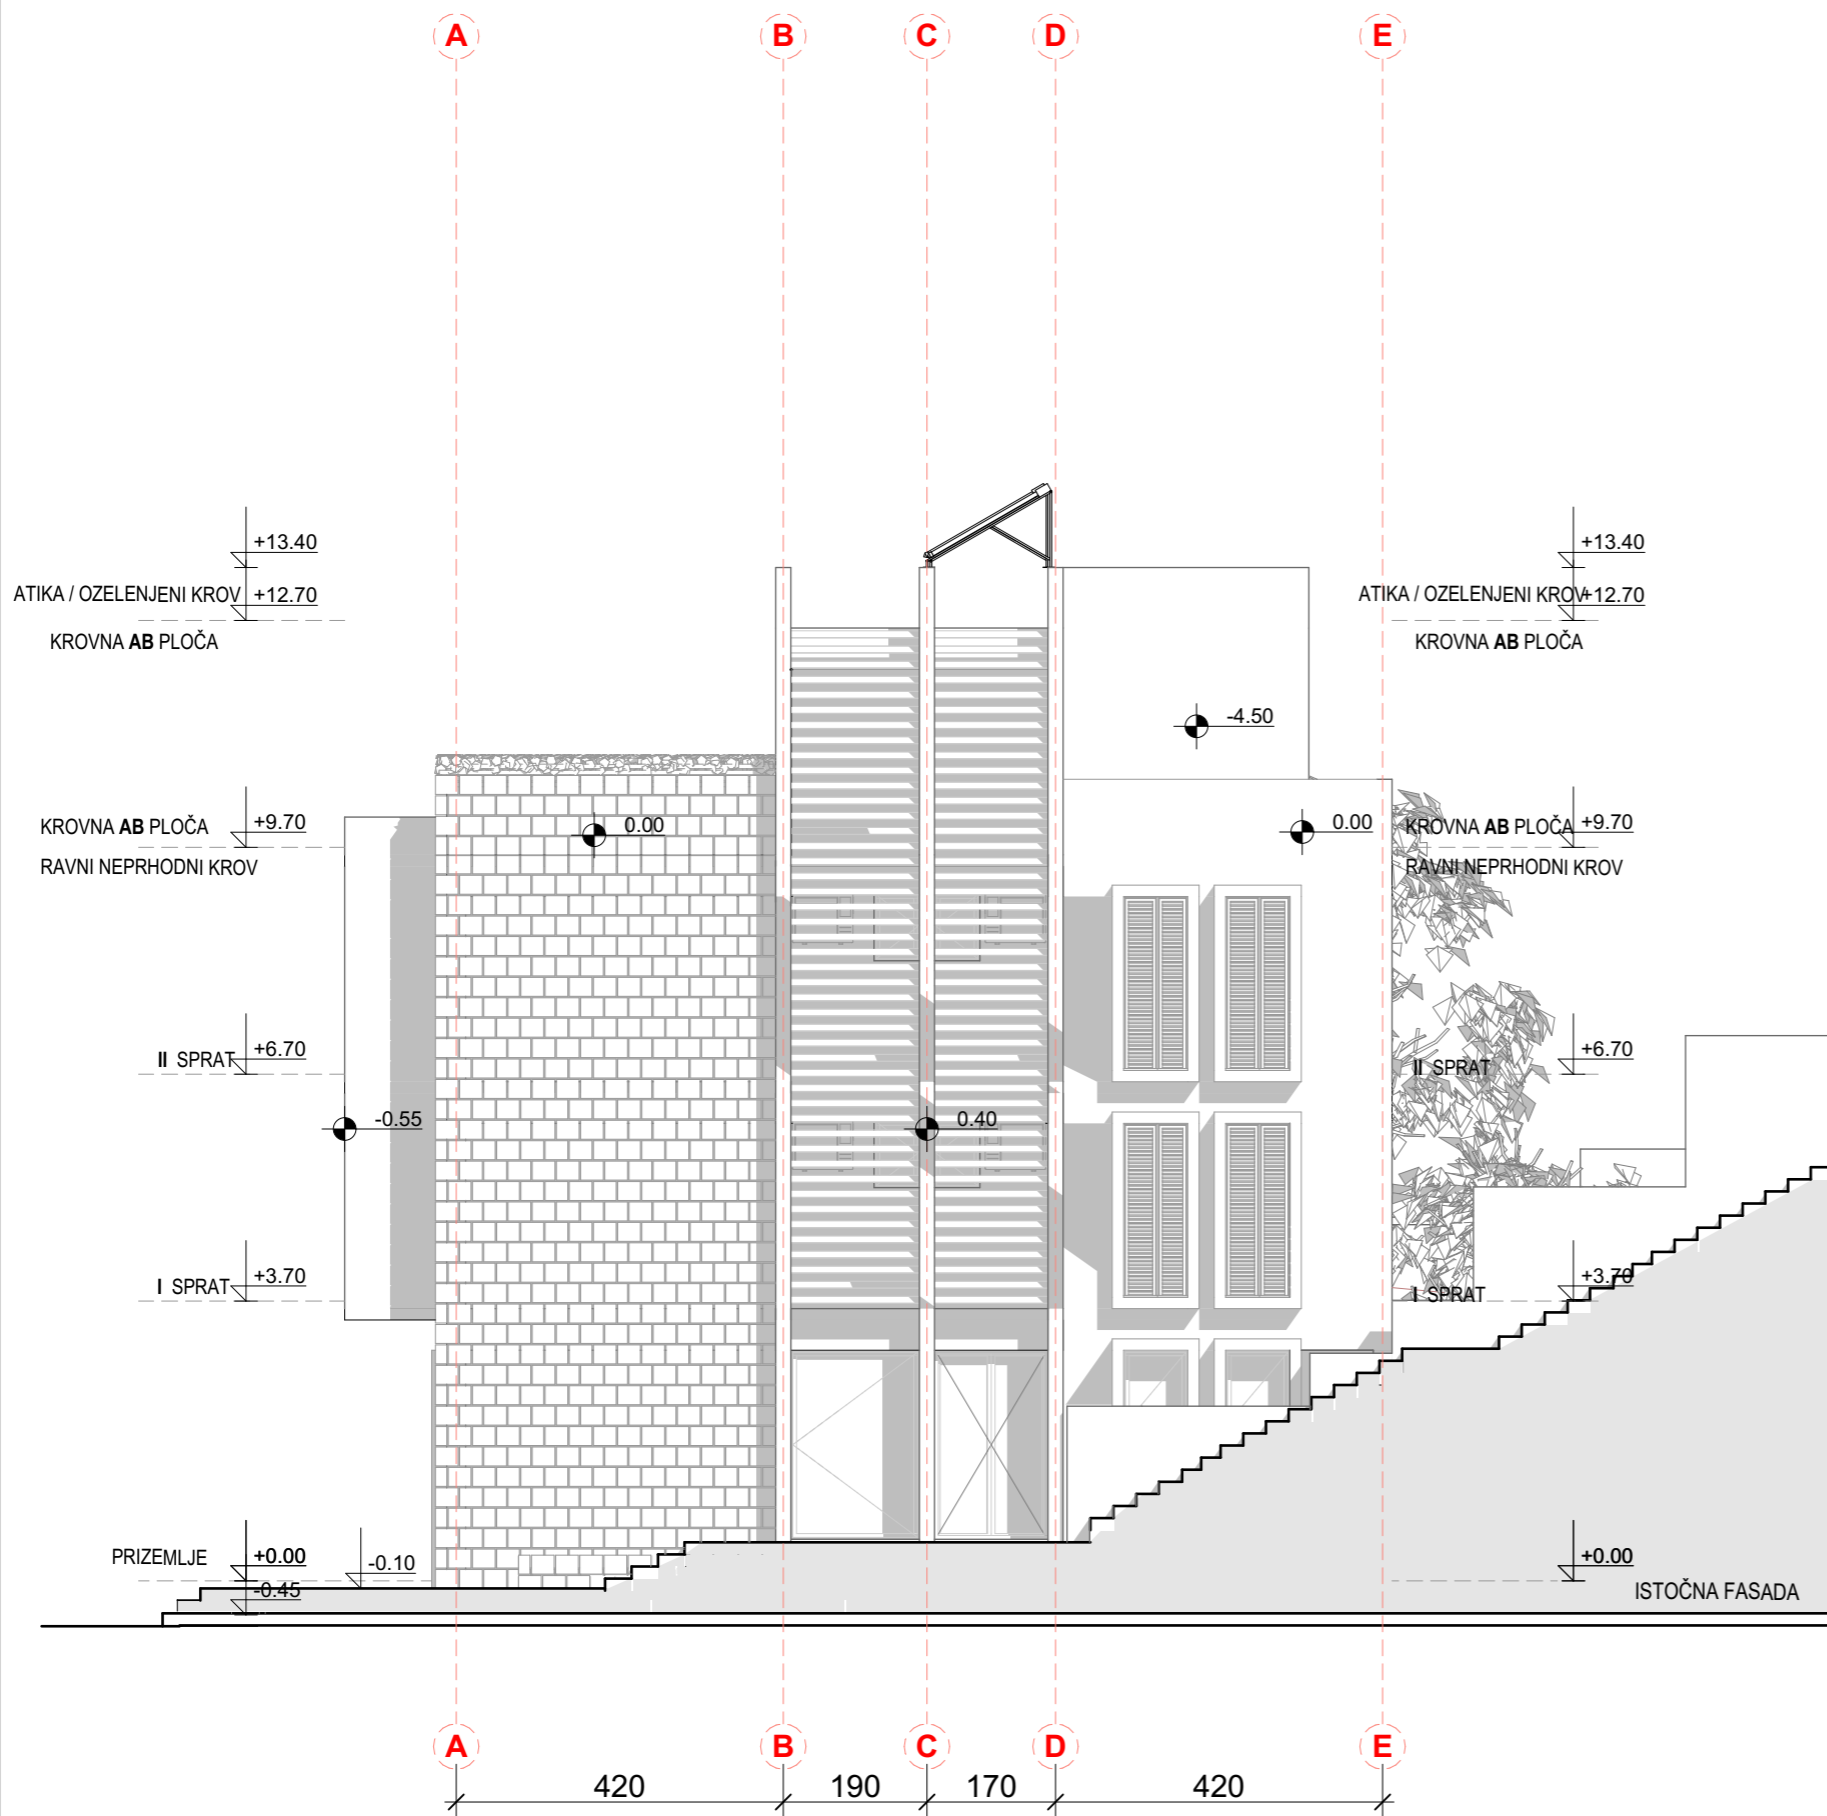 A B C D E
+13.40 +13.40
ATIKA / OZELENJENI KROV +12.70 ATIKA / OZELENJENI KROV +12.70
KROVNA AB PLOČA KROVNA AB PLOČA
-4.50
KROVNA AB PLOČA +9.70 0.00 0.00 KROVNA AB PLOČA +9.70
RAVNI NEPRHODNI KROV RAVNI NEPRHODNI KROV
II SPRAT +6.70 II SPRAT +6.70
-0.55 0.40
I SPRAT +3.70 I SPRAT +3.70
PRIZEMLJE +0.00 -0.10 +0.00
-0.45 ISTOČNA FASADA
A B C D E
420 190 170 420